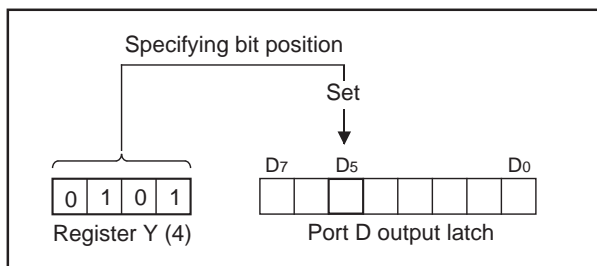 Specifying bit position
Set
D7 D5 D0
0 1 0 1
Register Y (4) Port D output latch